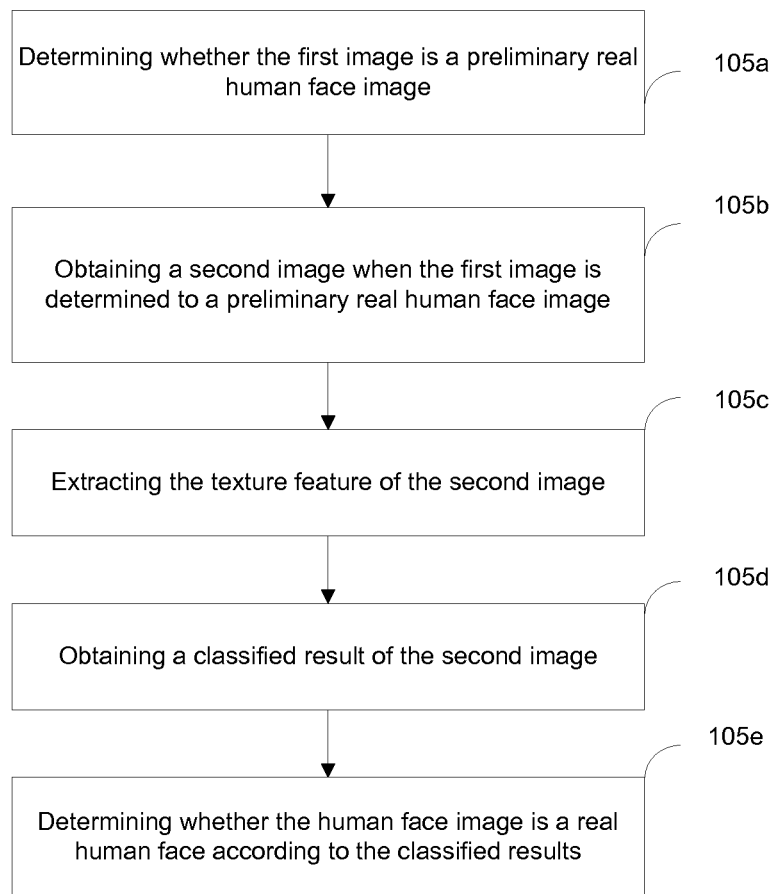 Determining whether the first image is a preliminary real
human face image
105a
105b
Obtaining a second image when the first image is
determined to a preliminary real human face image
105c
Extracting the texture feature of the second image
105d
Obtaining a classified result of the second image
105e
Determining whether the human face image is a real
human face according to the classified results